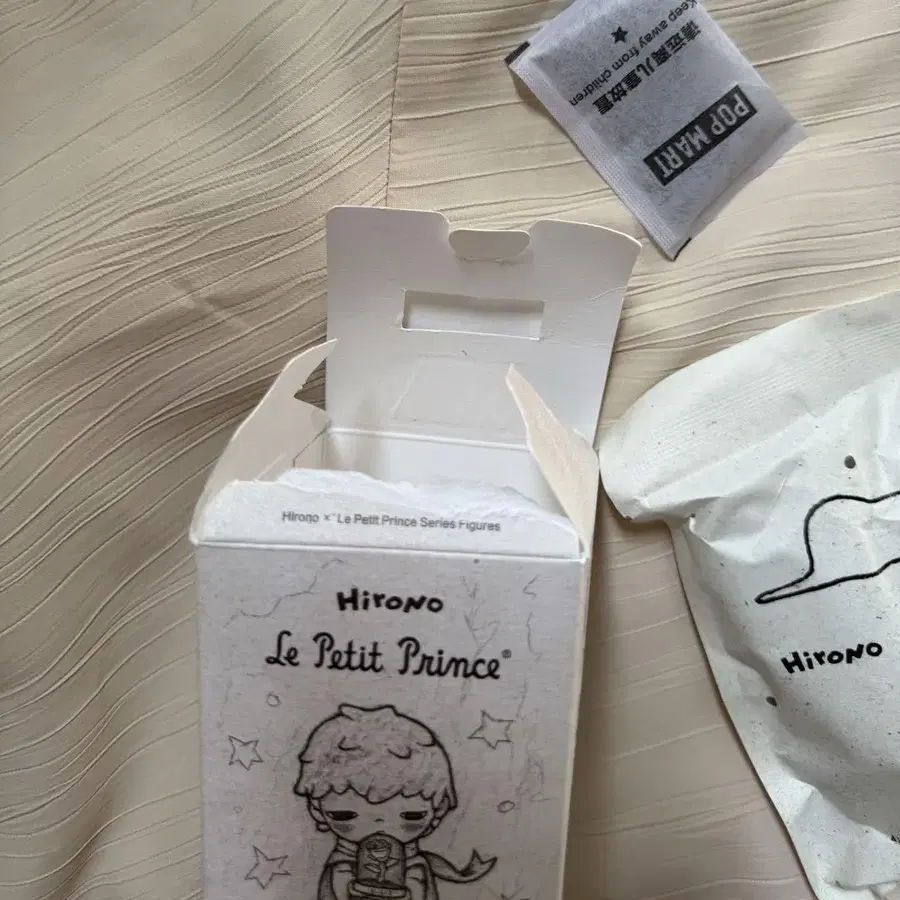 POP MART
请远离儿童放置
Keep away from children
Hirono × Le Petit Prince Series Figures
Hirono
Le Petit Prince®
Hirono